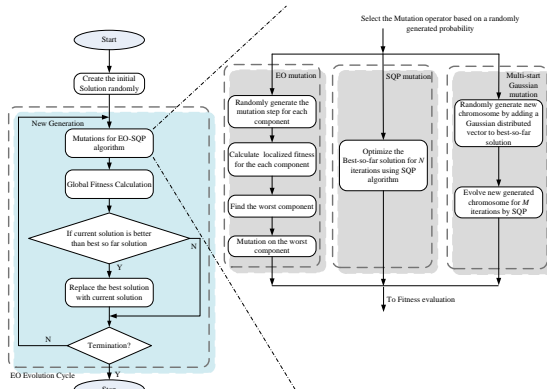 Start
Create the initial
Solution randomly
New Generation
Mutations for EO-SQP
algorithm
Global Fitness Calculation
If current solution is better
than best so far solution
N
Y
Replace the best solution
with current solution
N
Termination?
Y
EO Evolution Cycle
Stop
Select the Mutation operator based on a randomly
generated probability
EO mutation
Randomly generate the
mutation step for each
component
Calculate localized fitness
for the each component
Find the worst component
Mutation on the worst
component
SQP mutation
Optimize the
Best-so-far solution for N
iterations using SQP
algorithm
Multi-start
Gaussian
mutation
Randomly generate new
chromosome by adding a
Gaussian distributed
vector to best-so-far
solution
Evolve new generated
chromosome for M
iterations by SQP
To Fitness evaluation